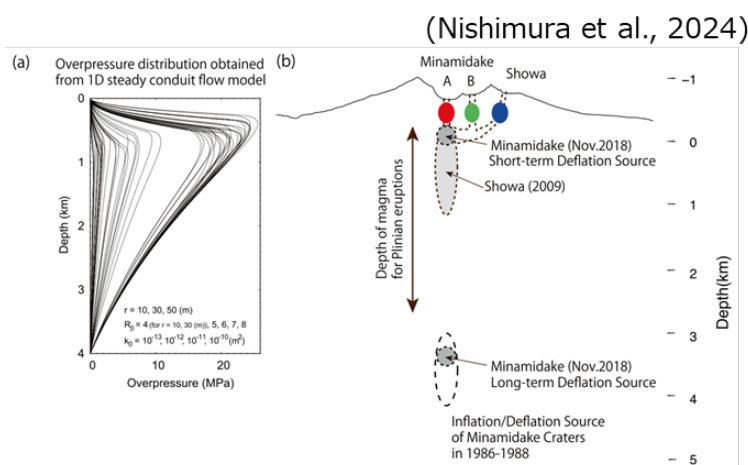 (Nishimura et al., 2024)
(a)
Overpressure distribution obtained
from 1D steady conduit flow model
0
1
2
3
4
Depth (km)
r = 10, 30, 50 (m)
Rp = 4 (for r = 10, 30 (m)), 5, 6, 7, 8
k0 = 10-13, 10-12, 10-11, 10-10(m2)
0 10 20
Overpressure (MPa)
(b)
Minamidake
A B
Showa
Minamidake (Nov.2018)
Short-term Deflation Source
Showa (2009)
Depth of magma
for Plinian eruptions
Minamidake (Nov.2018)
Long-term Deflation Source
Inflation/Deflation Source
of Minamidake Craters
in 1986-1988
-1
0
1
2
3
4
5
Depth(km)